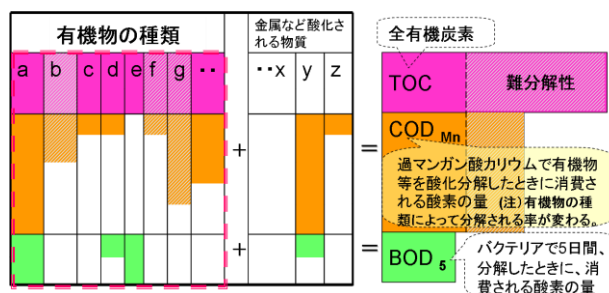 有機物の種類
金属など酸化さ
れる物質
全有機炭素
a b c d e f g ‥
‥x y z
TOC 難分解性
+ =
COD Mn
過マンガン酸カリウムで有機物
等を酸化分解したときに消費さ
れる酸素の量 (注)有機物の種
類によって分解される率が変わる。
+ =
BOD 5
バクテリアで5日間、
分解したときに、消
費される酸素の量